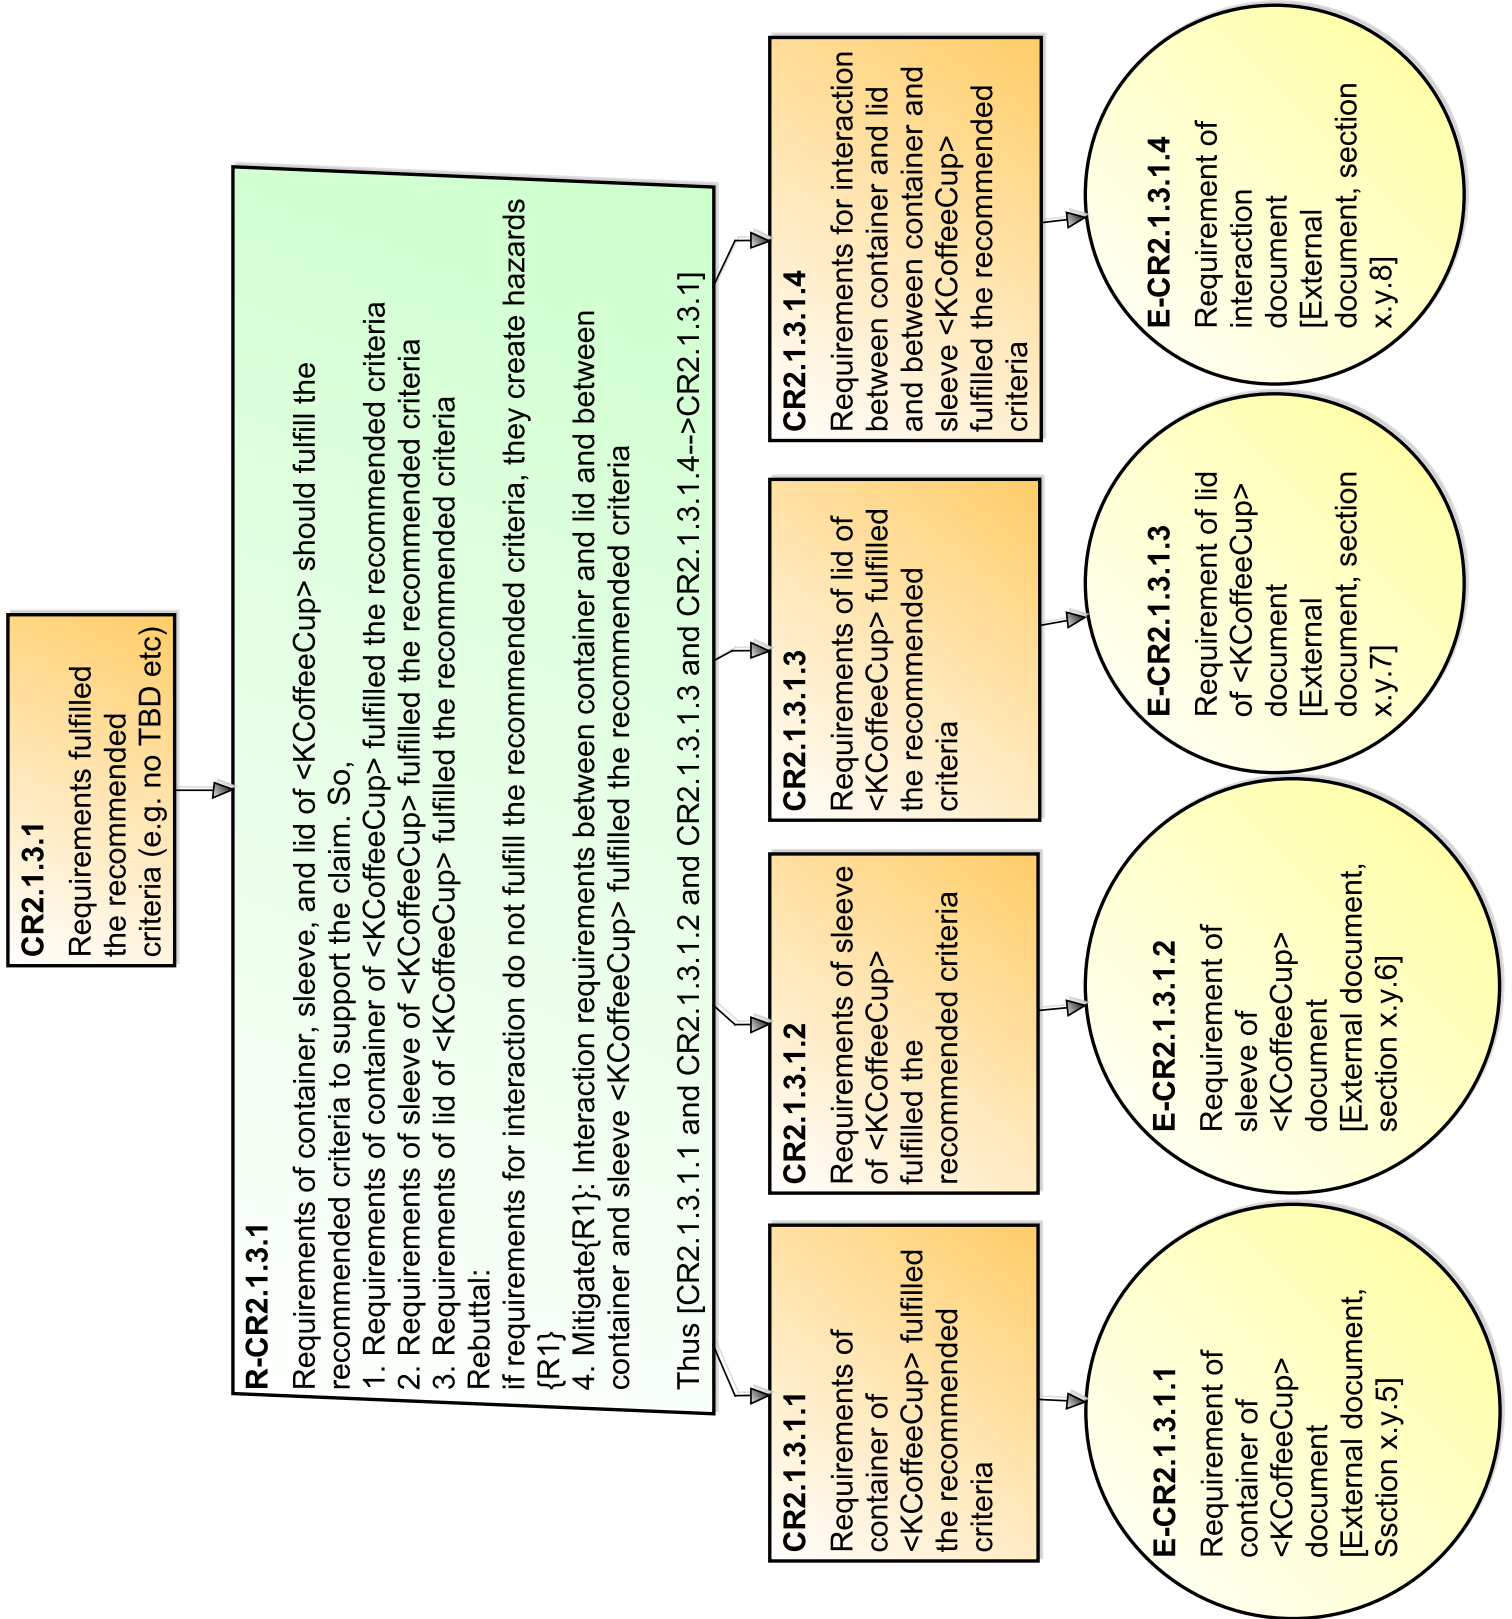 CR2.1.3.1
Requirements fulfilled
the recommended
criteria (e.g. no TBD etc)
R-CR2.1.3.1
Requirements of container, sleeve, and lid of <KCoffeeCup> should fulfill the
recommended criteria to support the claim. So,
1. Requirements of container of <KCoffeeCup> fulfilled the recommended criteria
2. Requirements of sleeve of <KCoffeeCup> fulfilled the recommended criteria
3. Requirements of lid of <KCoffeeCup> fulfilled the recommended criteria
Rebuttal:
if requirements for interaction do not fulfill the recommended criteria, they create hazards
{R1}
4. Mitigate{R1}: Interaction requirements between container and lid and between
container and sleeve <KCoffeeCup> fulfilled the recommended criteria
Thus [CR2.1.3.1.1 and CR2.1.3.1.2 and CR2.1.3.1.3 and CR2.1.3.1.4-->CR2.1.3.1]
CR2.1.3.1.1
Requirements of
container of
<KCoffeeCup> fulfilled
the recommended
criteria
CR2.1.3.1.2
Requirements of sleeve
of <KCoffeeCup>
fulfilled the
recommended criteria
CR2.1.3.1.3
Requirements of lid of
<KCoffeeCup> fulfilled
the recommended
criteria
CR2.1.3.1.4
Requirements for interaction
between container and lid
and between container and
sleeve <KCoffeeCup>
fulfilled the recommended
criteria
E-CR2.1.3.1.1
Requirement of
container of
<KCoffeeCup>
document
[External document,
Ssction x.y.5]
E-CR2.1.3.1.2
Requirement of
sleeve of
<KCoffeeCup>
document
[External document,
section x.y.6]
E-CR2.1.3.1.3
Requirement of lid
of <KCoffeeCup>
document
[External
document, section
x.y.7]
E-CR2.1.3.1.4
Requirement of
interaction
document
[External
document, section
x.y.8]